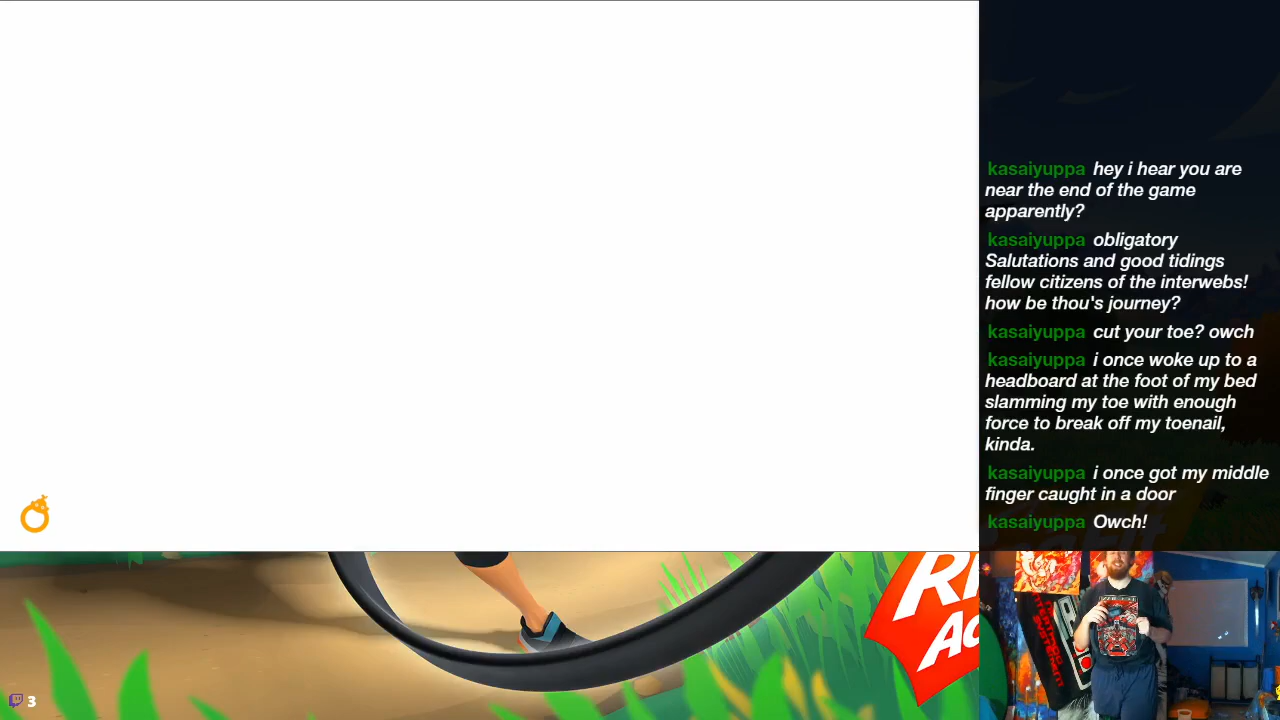 kasaiyuppa hey i hear you are
near the end of the game
apparently?
kasaiyuppa obligatory
Salutations and good tidings
fellow citizens of the interwebs!
how be thou's journey?
kasaiyuppa cut your toe? owch
kasaiyuppa i once woke up to a
headboard at the foot of my bed
slamming my toe with enough
force to break off my toenail,
kinda.
kasaiyuppa i once got my middle
finger caught in a door
kasaiyuppa Owch!
3